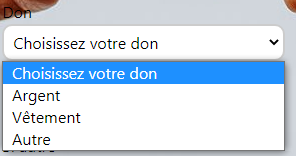 Don
Choisissez votre don
Choisissez votre don
Argent
Vêtement
Autre